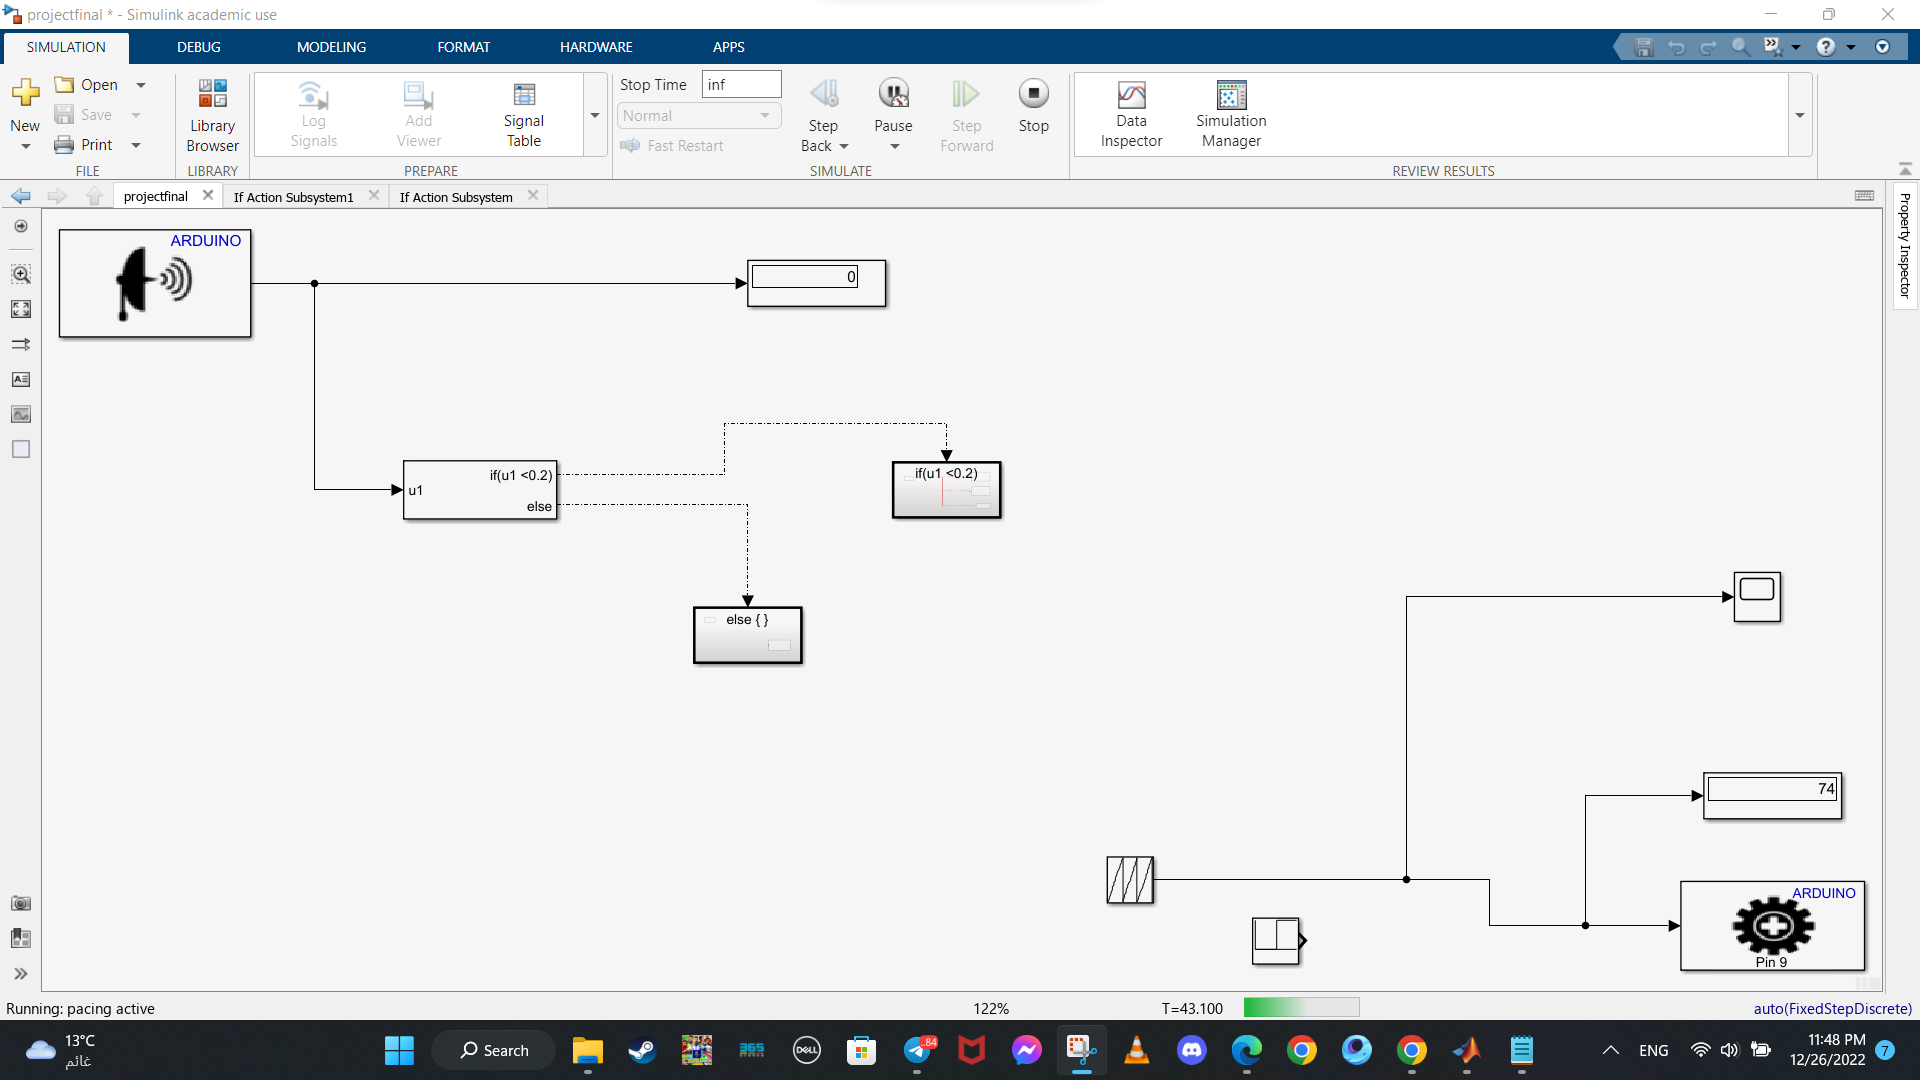 projectfinal * - Simulink academic use
SIMULATION
DEBUG
MODELING
FORMAT
HARDWARE
APPS
New
Open
Save
Print
FILE
Library
Browser
LIBRARY
Log
Signals
Add
Viewer
Signal
Table
PREPARE
Stop Time
inf
Normal
Fast Restart
Step
Back
Pause
Step
Forward
Stop
SIMULATE
Data
Inspector
Simulation
Manager
REVIEW RESULTS
projectfinal
If Action Subsystem1
If Action Subsystem
Property Inspector
ARDUINO
0
u1
if(u1 <0.2)
else
if(u1 <0.2)
else { }
74
ARDUINO
Pin 9
Running: pacing active
122%
T=43.100
auto(FixedStepDiscrete)
13°C
غائم
Search
365
DELL
84
ENG
11:48 PM
12/26/2022
7